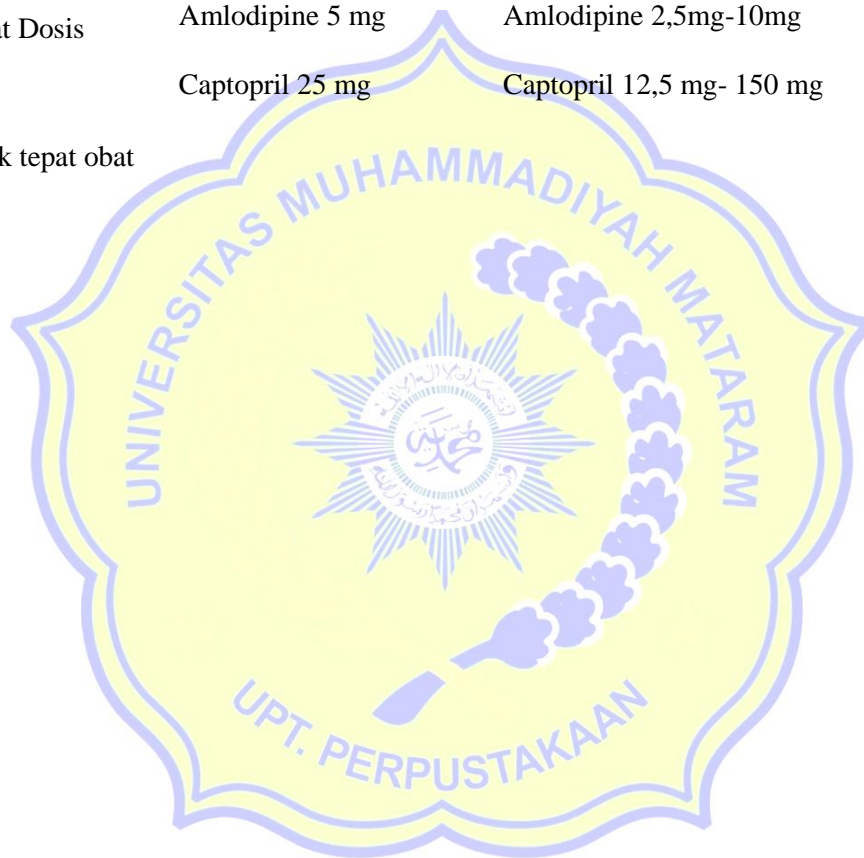 at Dosis Amlodipine 5 mg Amlodipine 2,5mg-10mg
Captopril 25 mg Captopril 12,5 mg- 150 mg
k tepat obat
UNIVERSITAS MUHAMMADIYAH MATARAM
UPT. PERPUSTAKAAN